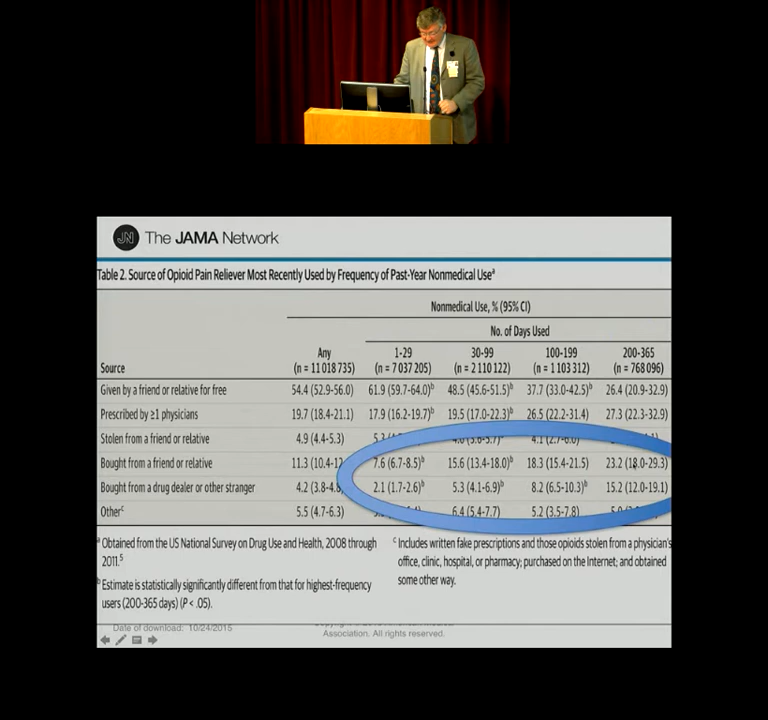 JN The JAMA Network
Table 2. Source of Opioid Pain Reliever Most Recently Used by Frequency of Past-Year Nonmedical Useᵃ
Nonmedical Use, % (95% CI)
No. of Days Used
Any 1-29 30-99 100-199 200-365
Source (n = 11 018 735) (n = 7 037 205) (n = 2 110 122) (n = 1 103 312) (n = 768 096)
Given by a friend or relative for free 54.4 (52.9-56.0) 61.9 (59.7-64.0)ᵇ 48.5 (45.6-51.5)ᵇ 37.7 (33.0-42.5)ᵇ 26.4 (20.9-32.9)
Prescribed by ≥1 physicians 19.7 (18.4-21.1) 17.9 (16.2-19.7)ᵇ 19.5 (17.0-22.3)ᵇ 26.5 (22.2-31.4) 27.3 (22.3-32.9)
Stolen from a friend or relative 4.9 (4.4-5.3)
Bought from a friend or relative 11.3 (10.4-12 7.6 (6.7-8.5)ᵇ 15.6 (13.4-18.0)ᵇ 18.3 (15.4-21.5) 23.2 (18.0-29.3)
Bought from a drug dealer or other stranger 4.2 (3.8-4.8 2.1 (1.7-2.6)ᵇ 5.3 (4.1-6.9)ᵇ 8.2 (6.5-10.3)ᵇ 15.2 (12.0-19.1)
Otherᶜ 5.5 (4.7-6.3) 6.4 (5.4-7.7) 5.2 (3.5-7.8)
ᵃ Obtained from the US National Survey on Drug Use and Health, 2008 through
2011.⁵
ᵇ Estimate is statistically significantly different from that for highest-frequency
users (200-365 days) (P < .05).
ᶜ Includes written fake prescriptions and those opioids stolen from a physician's
office, clinic, hospital, or pharmacy; purchased on the Internet; and obtained
some other way.
Date of download: 10/24/2015
Association. All rights reserved.